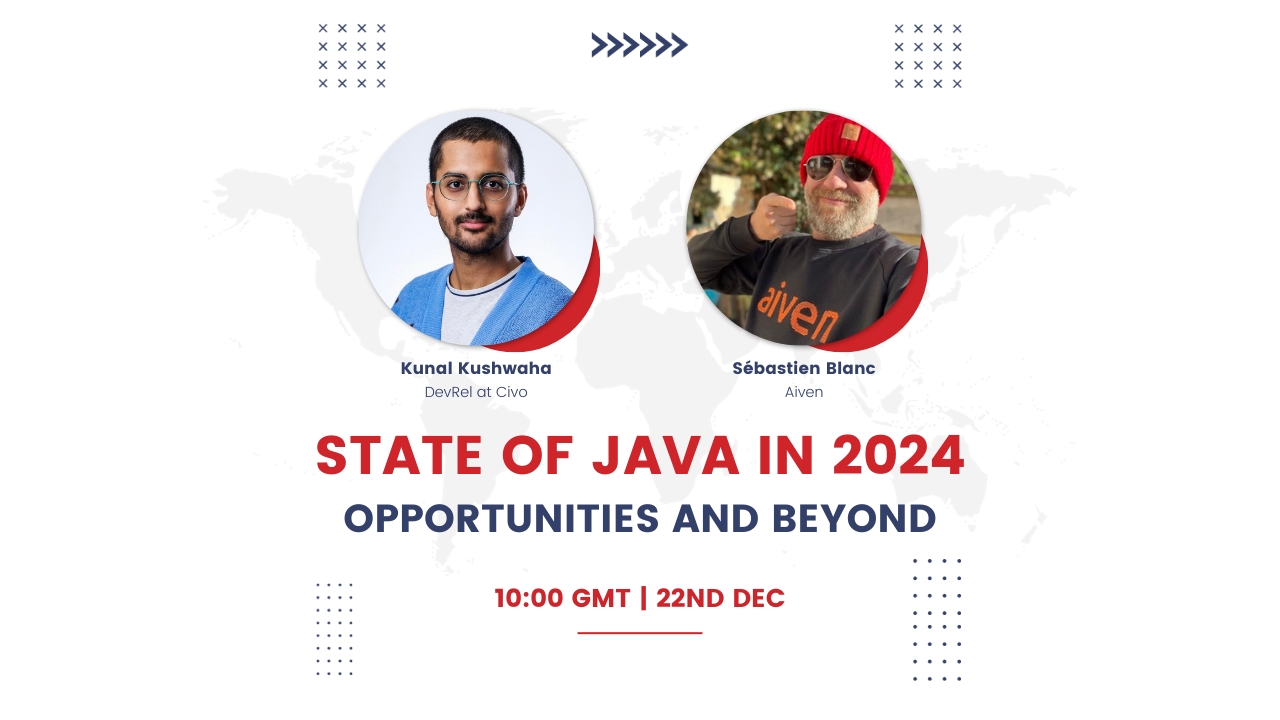 aiven
Kunal Kushwaha
DevRel at Civo
Sébastien Blanc
Aiven
STATE OF JAVA IN 2024
OPPORTUNITIES AND BEYOND
10:00 GMT | 22ND DEC